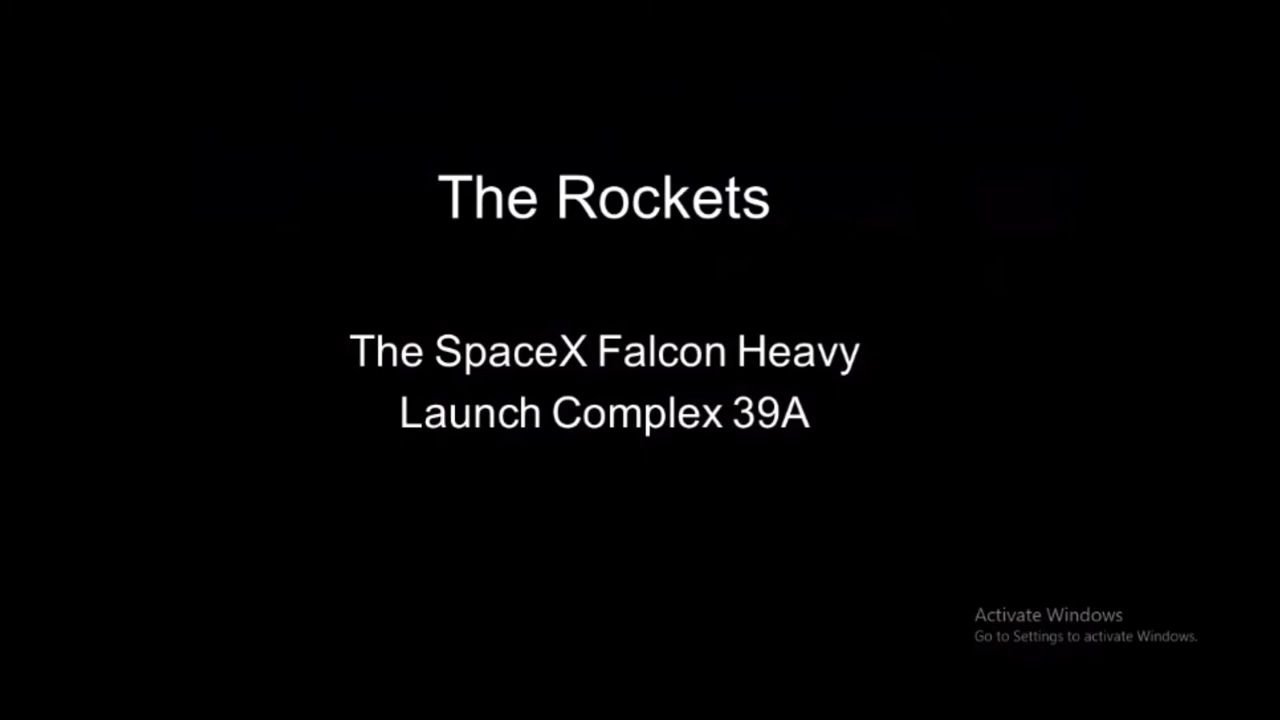 The Rockets
The SpaceX Falcon Heavy
Launch Complex 39A
Activate Windows
Go to Settings to activate Windows.